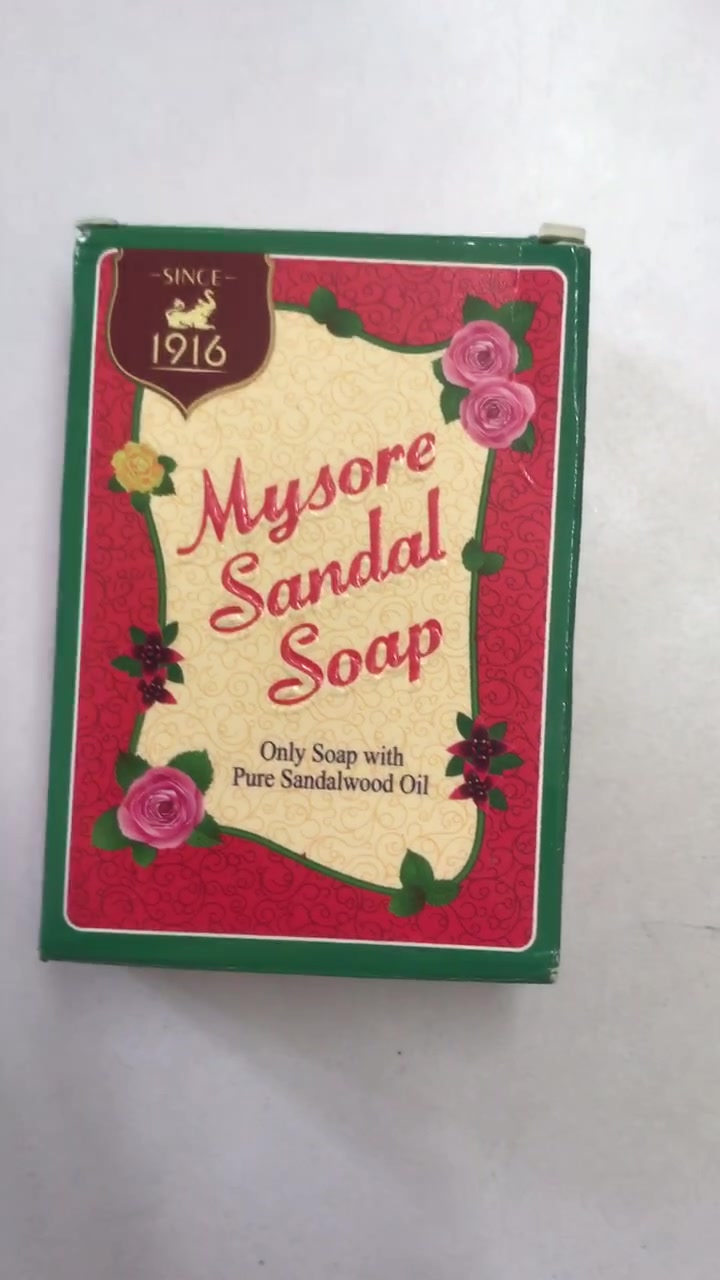 -SINCE-
1916
Mysore
Sandal
Soap
Only Soap with
Pure Sandalwood Oil